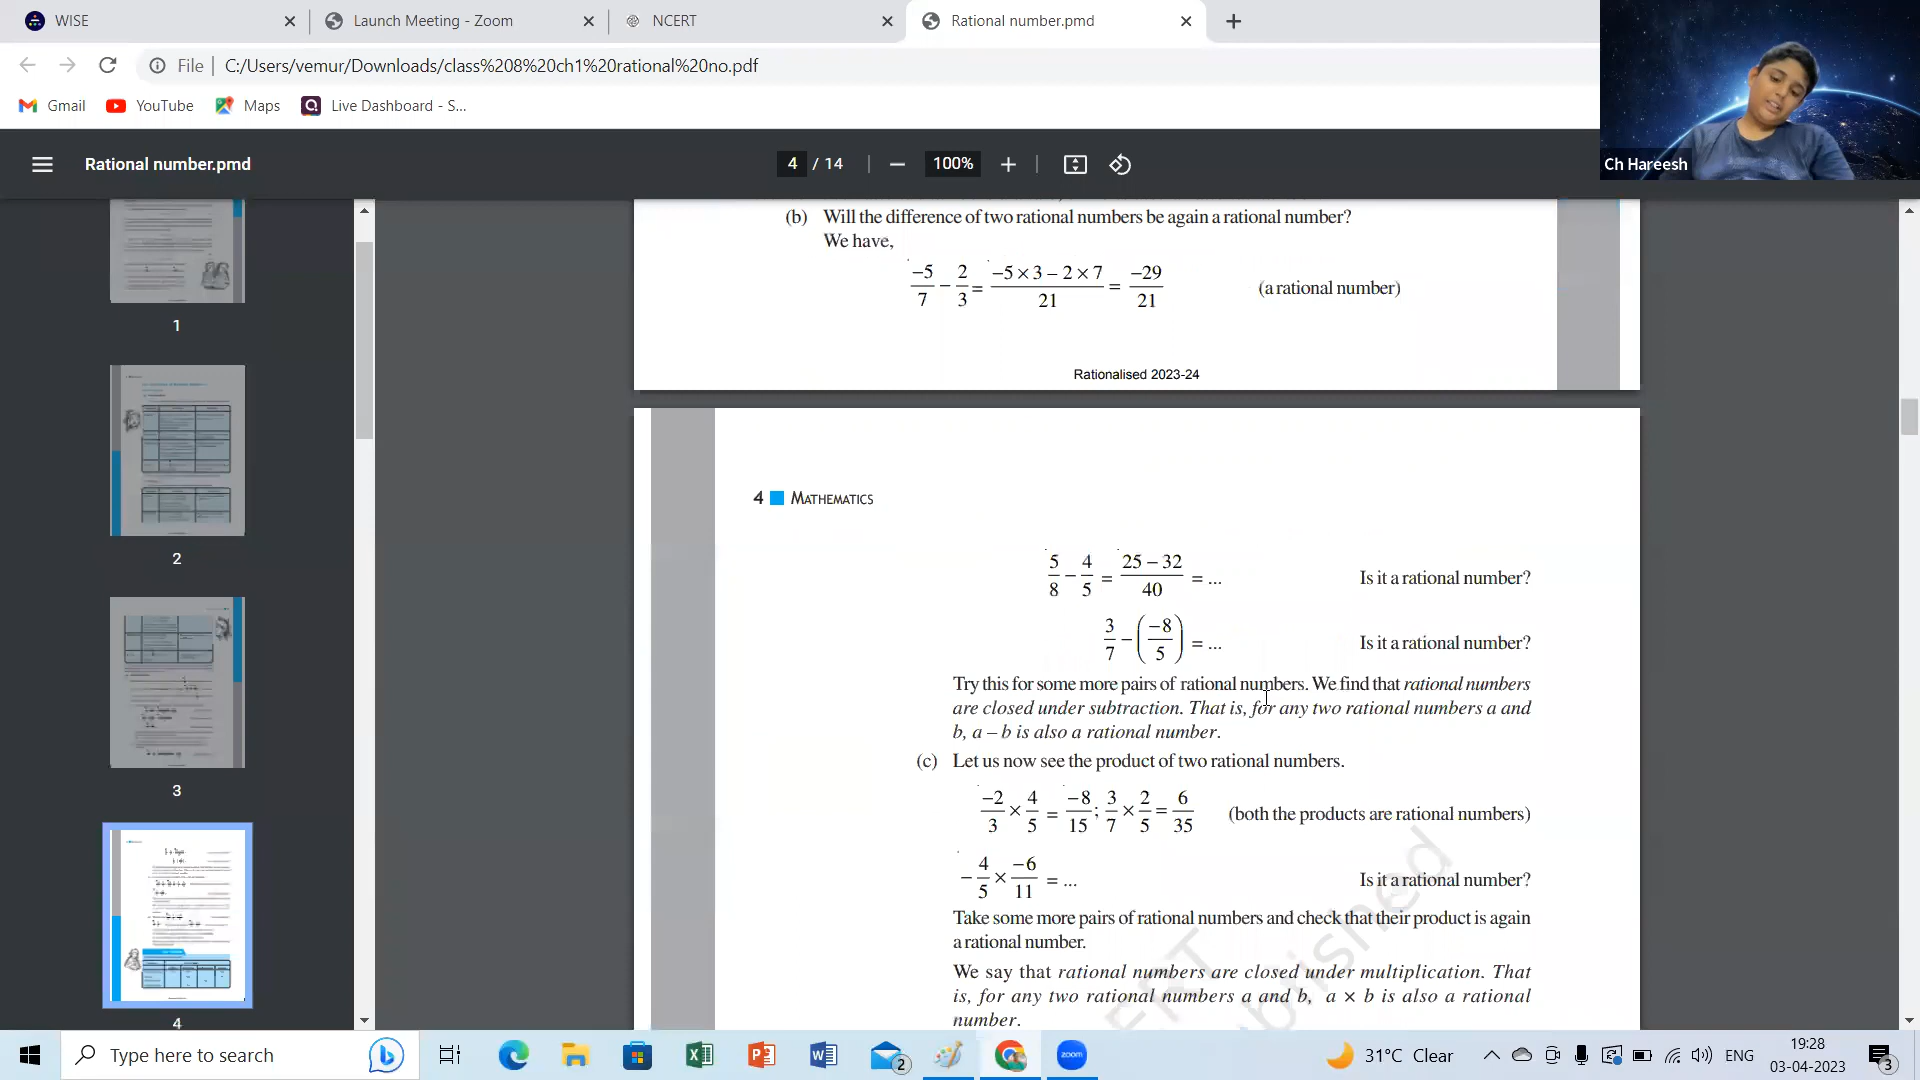 WISE
Launch Meeting - Zoom
NCERT
Rational number.pmd
File
C:/Users/vemur/Downloads/class%208%20ch1%20rational%20no.pdf
Gmail
YouTube
Maps
Live Dashboard - S...
Ch Hareesh
Rational number.pmd
4 / 14
100%
1
2
3
4
(b) Will the difference of two rational numbers be again a rational number?
We have,
−5/7 − 2/3 = −5 × 3 − 2 × 7/21 = −29/21 (a rational number)
Rationalised 2023-24
4 MATHEMATICS
5/8 − 4/5 = 25 − 32/40 = ... Is it a rational number?
3/7 − (−8/5) = ... Is it a rational number?
Try this for some more pairs of rational numbers. We find that rational numbers
are closed under subtraction. That is, for any two rational numbers a and
b, a – b is also a rational number.
(c) Let us now see the product of two rational numbers.
−2/3 × 4/5 = −8/15; 3/7 × 2/5 = 6/35 (both the products are rational numbers)
−4/5 × −6/11 = ... Is it a rational number?
Take some more pairs of rational numbers and check that their product is again
a rational number.
We say that rational numbers are closed under multiplication. That
is, for any two rational numbers a and b, a × b is also a rational
number.
Type here to search
2
zoom
31°C Clear
ENG
19:28
03-04-2023
3